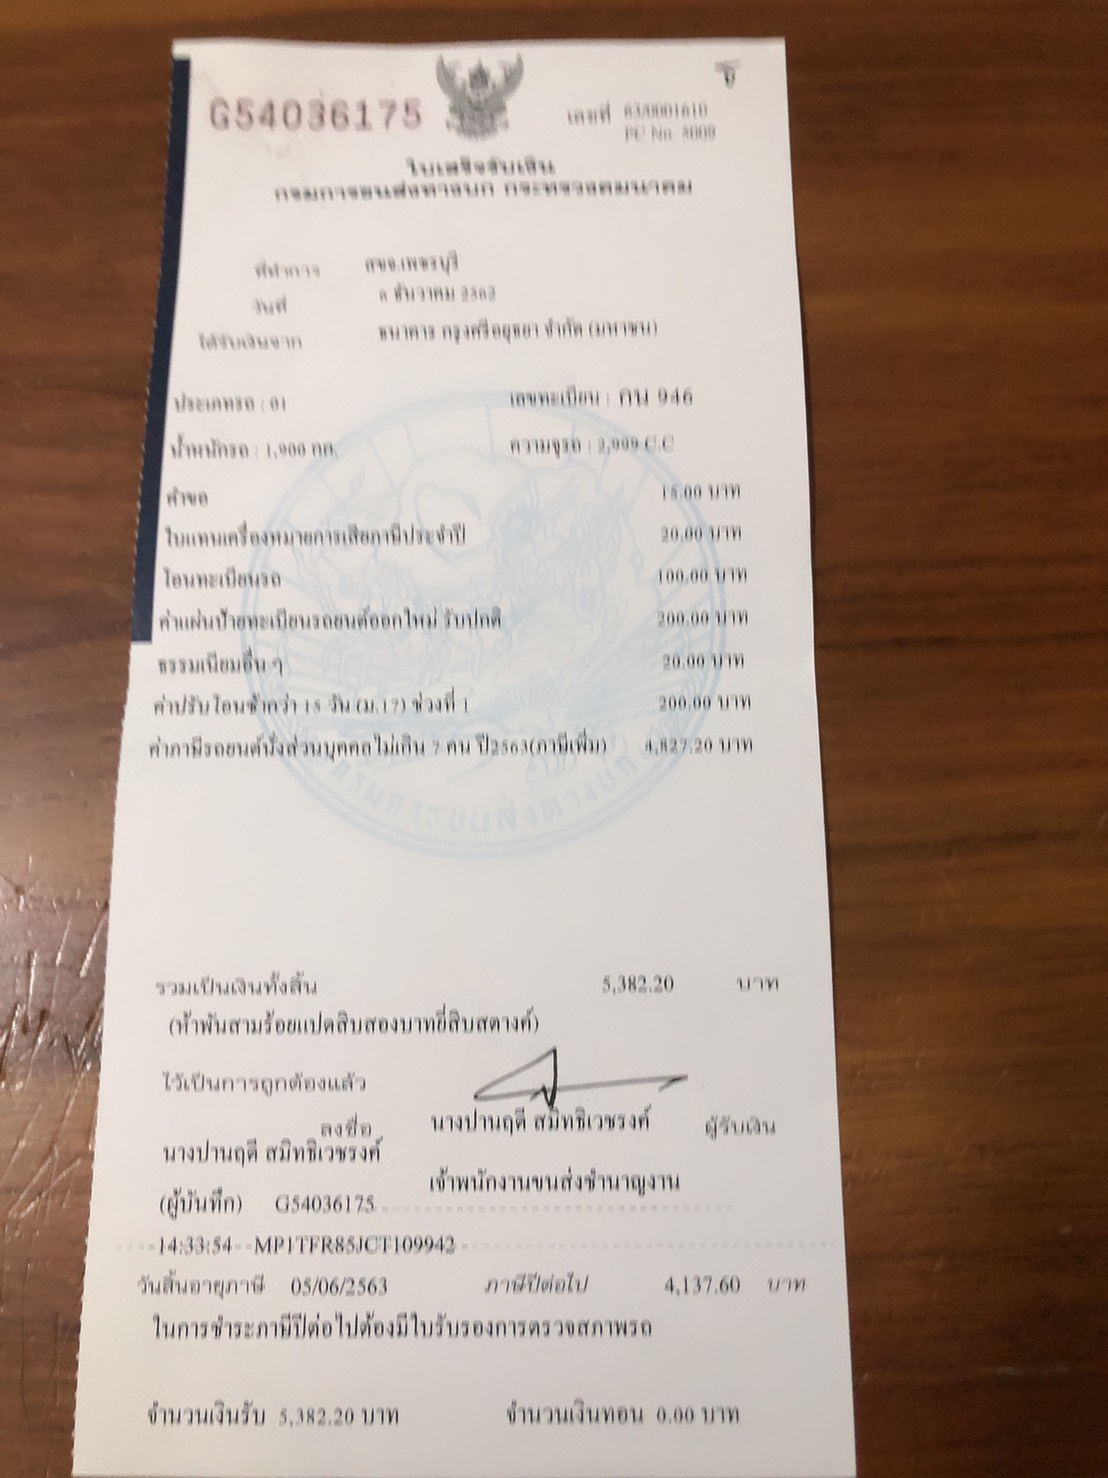 G54036175
เลขที่ 63/0001610
PC No. 5009
ใบเสร็จรับเงิน
กรมการขนส่งทางบก กระทรวงคมนาคม
ที่ทำการ สขจ.เพชรบุรี
วันที่ 6 ธันวาคม 2562
ได้รับเงินจาก ธนาคาร กรุงศรีอยุธยา จำกัด (มหาชน)
ประเภทรถ : 01 เลขทะเบียน : กน 946
น้ำหนักรถ : 1,900 กก. ความจุรถ : 2,999 C.C
คำขอ 15.00 บาท
ใบแทนเครื่องหมายการเสียภาษีประจำปี 20.00 บาท
โอนทะเบียนรถ 100.00 บาท
ค่าแผ่นป้ายทะเบียนรถยนต์ออกใหม่ รับปกติ 200.00 บาท
ธรรมเนียมอื่น ๆ 20.00 บาท
ค่าปรับโอนช้ากว่า 15 วัน (ม.17) ช่วงที่ 1 200.00 บาท
ค่าภาษีรถยนต์นั่งส่วนบุคคลไม่เกิน 7 คน ปี2563(ภาษีเพิ่ม) 4,827.20 บาท
กรมการขนส่งทางบก
รวมเป็นเงินทั้งสิ้น 5,382.20 บาท
(ห้าพันสามร้อยแปดสิบสองบาทยี่สิบสตางค์)
ไว้เป็นการถูกต้องแล้ว
ลงชื่อ นางปานฤดี สมิทธิเวชรงค์ ผู้รับเงิน
นางปานฤดี สมิทธิเวชรงค์
เจ้าพนักงานขนส่งชำนาญงาน
(ผู้บันทึก) G54036175
14:33:54 MP1TFR85JCT109942
วันสิ้นอายุภาษี 05/06/2563 ภาษีปีต่อไป 4,137.60 บาท
ในการชำระภาษีปีต่อไปต้องมีใบรับรองการตรวจสภาพรถ
จำนวนเงินรับ 5,382.20 บาท จำนวนเงินทอน 0.00 บาท